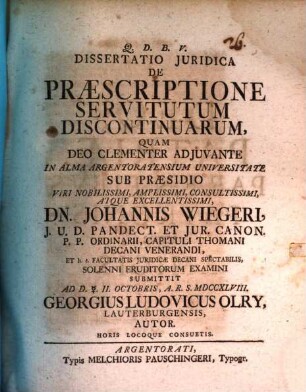 Q. D. B. V.
26.
DISSERTATIO JURIDICA
DE
PRÆSCRIPTIONE
SERVITUTUM
DISCONTINUARUM,
QUAM
DEO CLEMENTER ADJUVANTE
IN ALMA ARGENTORATENSIUM UNIVERSITATE
SUB PRÆSIDIO
VIRI NOBILISSIMI, AMPLISSIMI, CONSULTISSIMI,
ATQUE EXCELLENTISSIMI,
DN. JOHANNIS WIEGERI,
J. U. D. PANDECT. ET JUR. CANON.
P. P. ORDINARII, CAPITULI THOMANI
DECANI VENERANDI,
ET h. t. FACULTATIS JURIDICÆ DECANI SPECTABILIS,
SOLENNI ERUDITORUM EXAMINI
SUBMITTIT
AD D. II. OCTOBRIS, A. R. S. MDCCXLVIII,
GEORGIUS LUDOVICUS OLRY,
LAUTERBURGENSIS,
AUTOR.
HORIS LOCOQUE CONSUETIS.
ARGENTORATI,
Typis MELCHIORIS PAUSCHINGERI, Typogr.